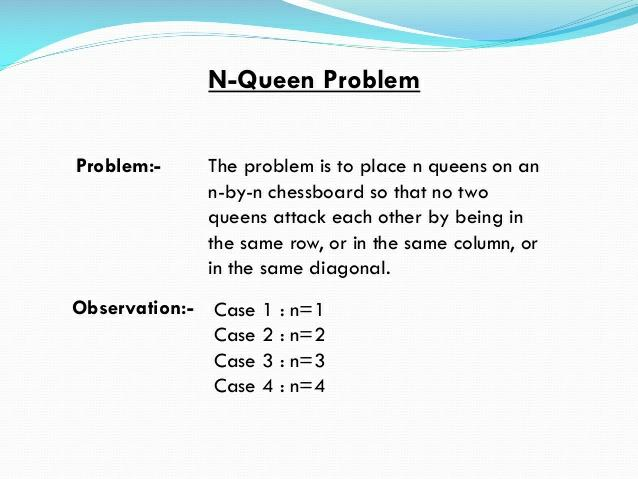 N-Queen Problem
Problem:- The problem is to place n queens on an
n-by-n chessboard so that no two
queens attack each other by being in
the same row, or in the same column, or
in the same diagonal.
Observation:- Case 1 : n=1
Case 2 : n=2
Case 3 : n=3
Case 4 : n=4